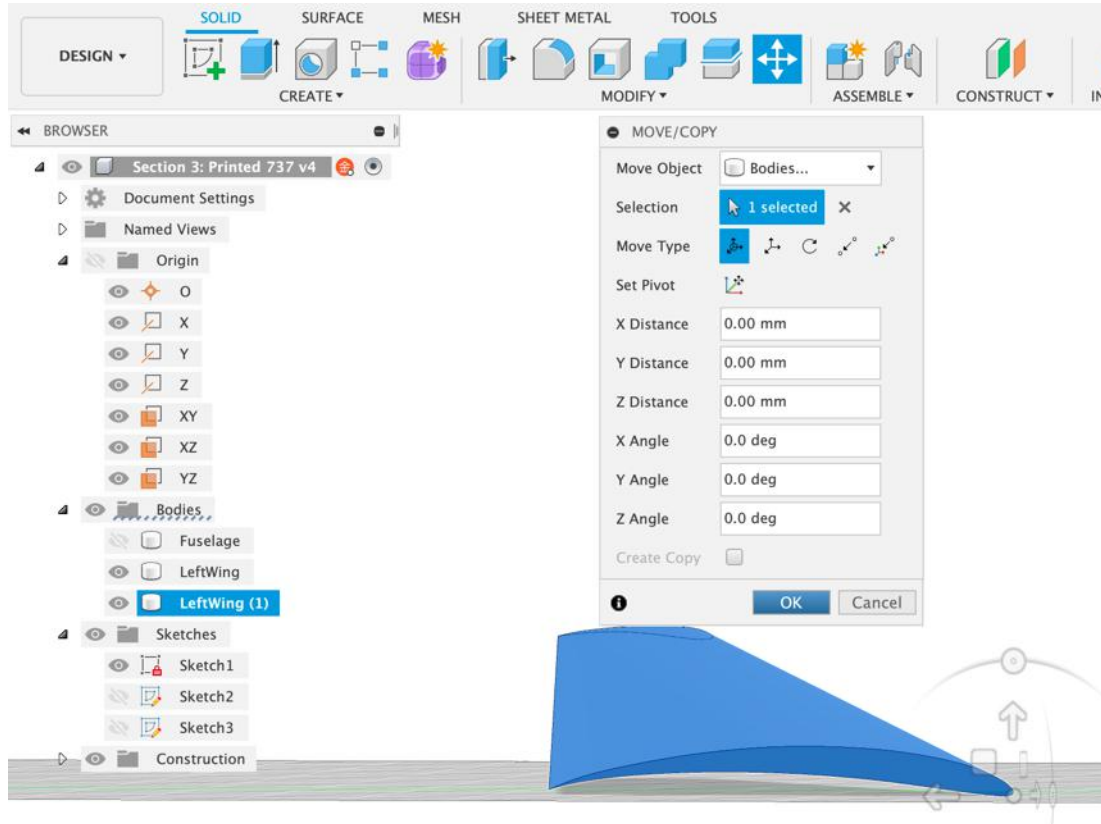 SOLID SURFACE MESH SHEET METAL TOOLS
DESIGN ▾
CREATE ▾ MODIFY ▾ ASSEMBLE ▾ CONSTRUCT ▾ IN
BROWSER
Section 3: Printed 737 v4
Document Settings
Named Views
Origin
O
X
Y
Z
XY
XZ
YZ
Bodies
Fuselage
LeftWing
LeftWing (1)
Sketches
Sketch1
Sketch2
Sketch3
Construction
MOVE/COPY
Move Object Bodies...
Selection 1 selected
Move Type
Set Pivot
X Distance 0.00 mm
Y Distance 0.00 mm
Z Distance 0.00 mm
X Angle 0.0 deg
Y Angle 0.0 deg
Z Angle 0.0 deg
Create Copy
OK Cancel